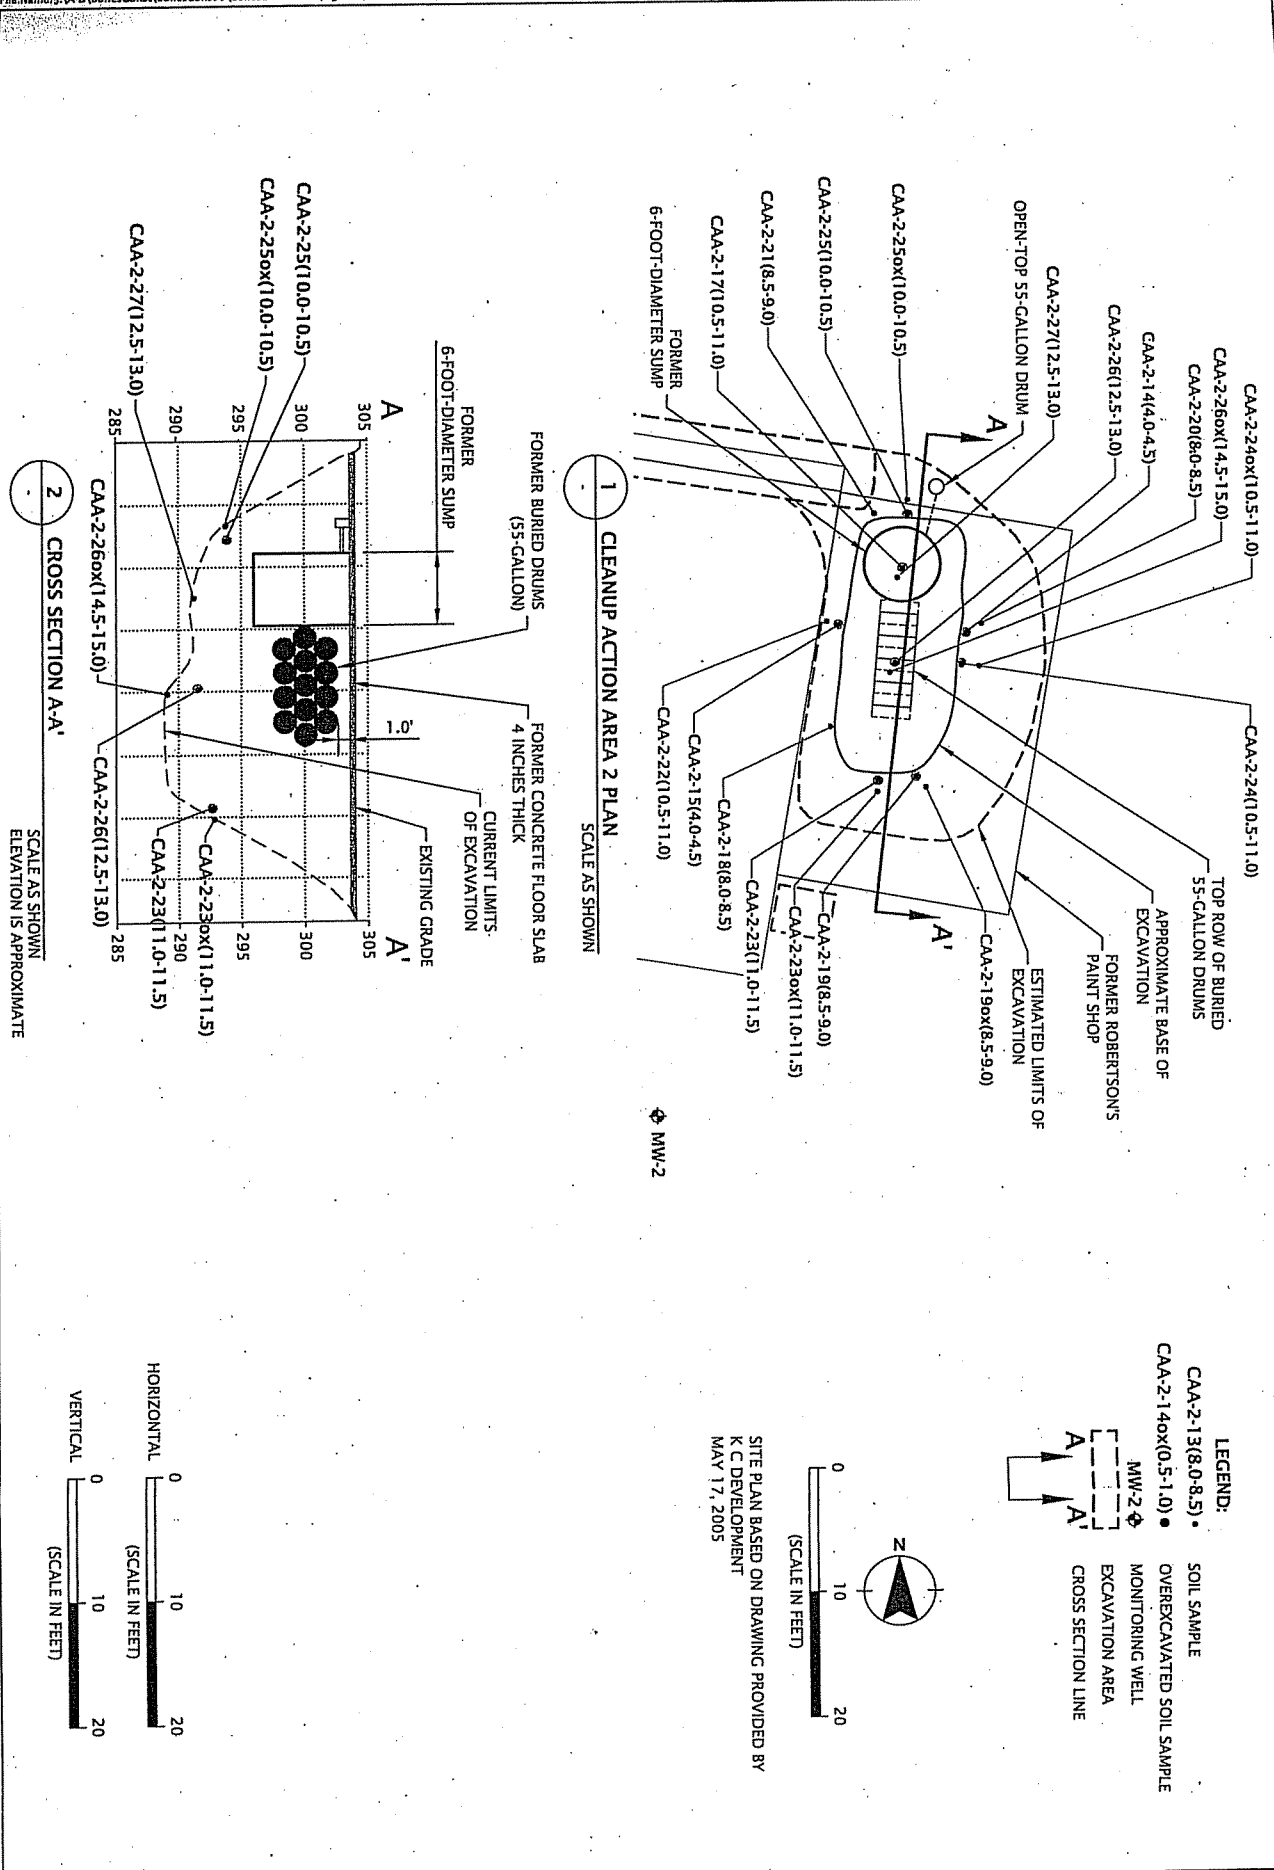 CAA-2-24ox(10.5-11.0)
CAA-2-26ox(14.5-15.0)
CAA-2-20(8.0-8.5)
CAA-2-14(4.0-4.5)
CAA-2-26(12.5-13.0)
CAA-2-27(12.5-13.0)
OPEN-TOP 55-GALLON DRUM
CAA-2-25ox(10.0-10.5)
CAA-2-25(10.0-10.5)
CAA-2-21(8.5-9.0)
CAA-2-17(10.5-11.0)
FORMER
6-FOOT-DIAMETER SUMP
A
A'
CAA-2-24(10.5-11.0)
TOP ROW OF BURIED
55-GALLON DRUMS
APPROXIMATE BASE OF
EXCAVATION
FORMER ROBERTSON'S
PAINT SHOP
ESTIMATED LIMITS OF
EXCAVATION
CAA-2-19ox(8.5-9.0)
CAA-2-19(8.5-9.0)
CAA-2-23ox(11.0-11.5)
CAA-2-23(11.0-11.5)
CAA-2-18(8.0-8.5)
CAA-2-15(4.0-4.5)
CAA-2-22(10.5-11.0)
MW-2
1
-
CLEANUP ACTION AREA 2 PLAN
SCALE AS SHOWN
FORMER BURIED DRUMS
(55-GALLON)
FORMER
6-FOOT-DIAMETER SUMP
FORMER CONCRETE FLOOR SLAB
4 INCHES THICK
CURRENT LIMITS
OF EXCAVATION
EXISTING GRADE
1.0'
A
A'
305
300
295
290
285
305
300
295
290
285
CAA-2-25(10.0-10.5)
CAA-2-25ox(10.0-10.5)
CAA-2-27(12.5-13.0)
CAA-2-26ox(14.5-15.0)
CAA-2-26(12.5-13.0)
CAA-2-23ox(11.0-11.5)
CAA-2-23(11.0-11.5)
2
-
CROSS SECTION A-A'
SCALE AS SHOWN
ELEVATION IS APPROXIMATE
LEGEND:
CAA-2-13(8.0-8.5) • SOIL SAMPLE
CAA-2-14ox(0.5-1.0) ● OVEREXCAVATED SOIL SAMPLE
MW-2 MONITORING WELL
EXCAVATION AREA
A A' CROSS SECTION LINE
N
0 10 20
(SCALE IN FEET)
SITE PLAN BASED ON DRAWING PROVIDED BY
K C DEVELOPMENT
MAY 17, 2005
HORIZONTAL 0 10 20
(SCALE IN FEET)
VERTICAL 0 10 20
(SCALE IN FEET)